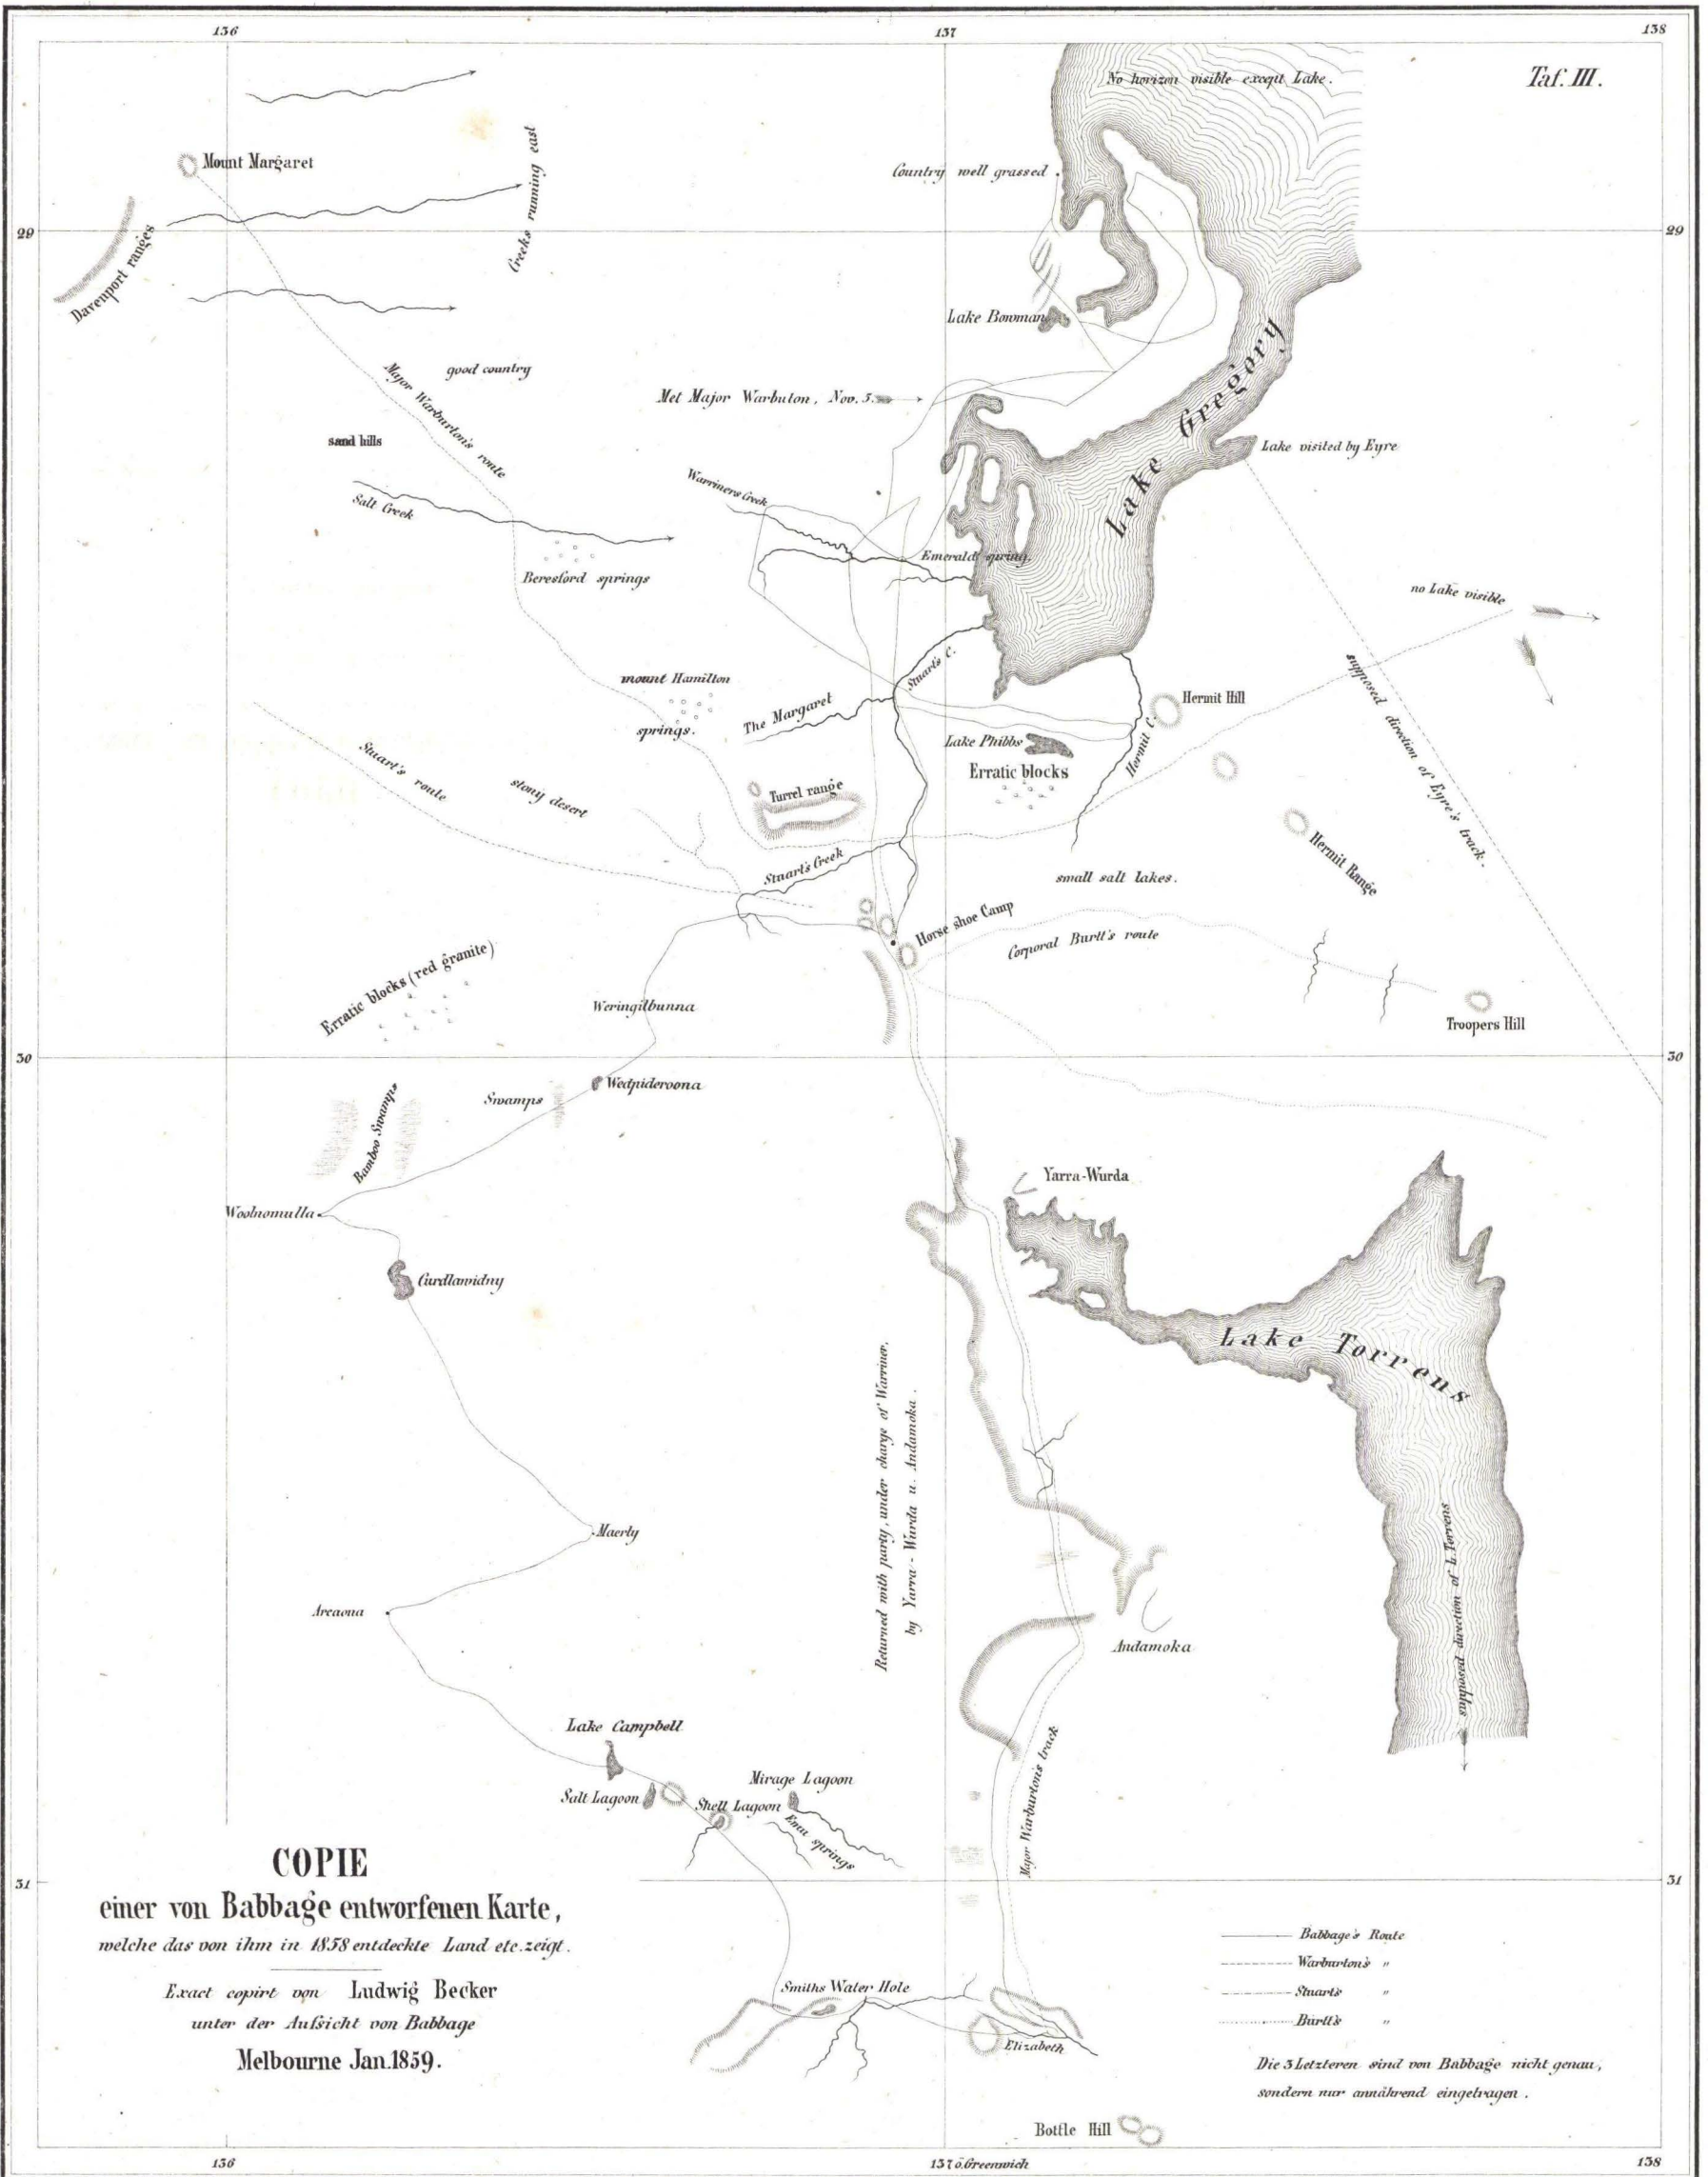 136
137
138
No horizon visible except Lake.
Taf. III.
Mount Margaret
Creeks running east
Country well grassed
29
29
Davenport ranges
Lake Bowman
good country
Major Warburton's route
Met Major Warbuton, Nov. 5.
Lake Gregory
sand hills
Lake visited by Eyre
Salt Creek
Warriners Creek
Emerald spring.
Beresford springs
no Lake visible
mount Hamilton
springs.
Stuart's C.
The Margaret
Hermit Hill
supposed direction of Eyre's track.
Lake Phibbs
Hermit C.
Erratic blocks
Stuart's route
stony desert
Turrel range
Stuart's Creek
small salt lakes.
Hermit Range
Horse shoe Camp
Corporal Burtt's route
Erratic blocks (red granite)
Weringilbunna
Troopers Hill
30
30
Wedpideroona
Swamps
Bamboo Swamps
Yarra-Wurda
Woolnomulla
Curdlawidny
Lake Torrens
Returned with party, under charge of Warriner,
by Yarra-Wurda u. Andamoka.
Maerly
Arcaona
supposed direction of L. Torrens
Andamoka
Lake Campbell
Mirage Lagoon
Salt Lagoon
Shell Lagoon
Emu springs
Major Warburton's track
31
31
COPIE
einer von Babbage entworfenen Karte,
welche das von ihm in 1858 entdeckte Land etc. zeigt.
Exact copirt von Ludwig Becker
unter der Aufsicht von Babbage
Melbourne Jan. 1859.
Smiths Water Hole
Elizabeth
Babbage's Route
Warburton's "
Stuart's "
Burtt's "
Die 3 Letzteren sind von Babbage nicht genau,
sondern nur annährend eingetragen.
Bottle Hill
136
137 ö. Greenwich
138